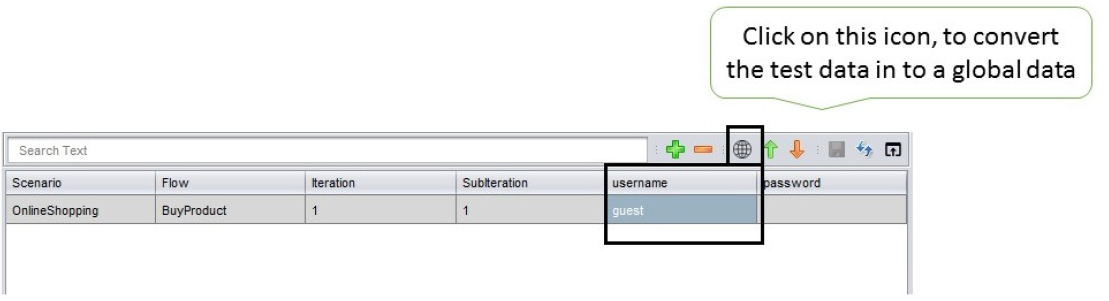 Click on this icon, to convert
the test data in to a global data
Search Text
Scenario Flow Iteration SubIteration username password
OnlineShopping BuyProduct 1 1 guest